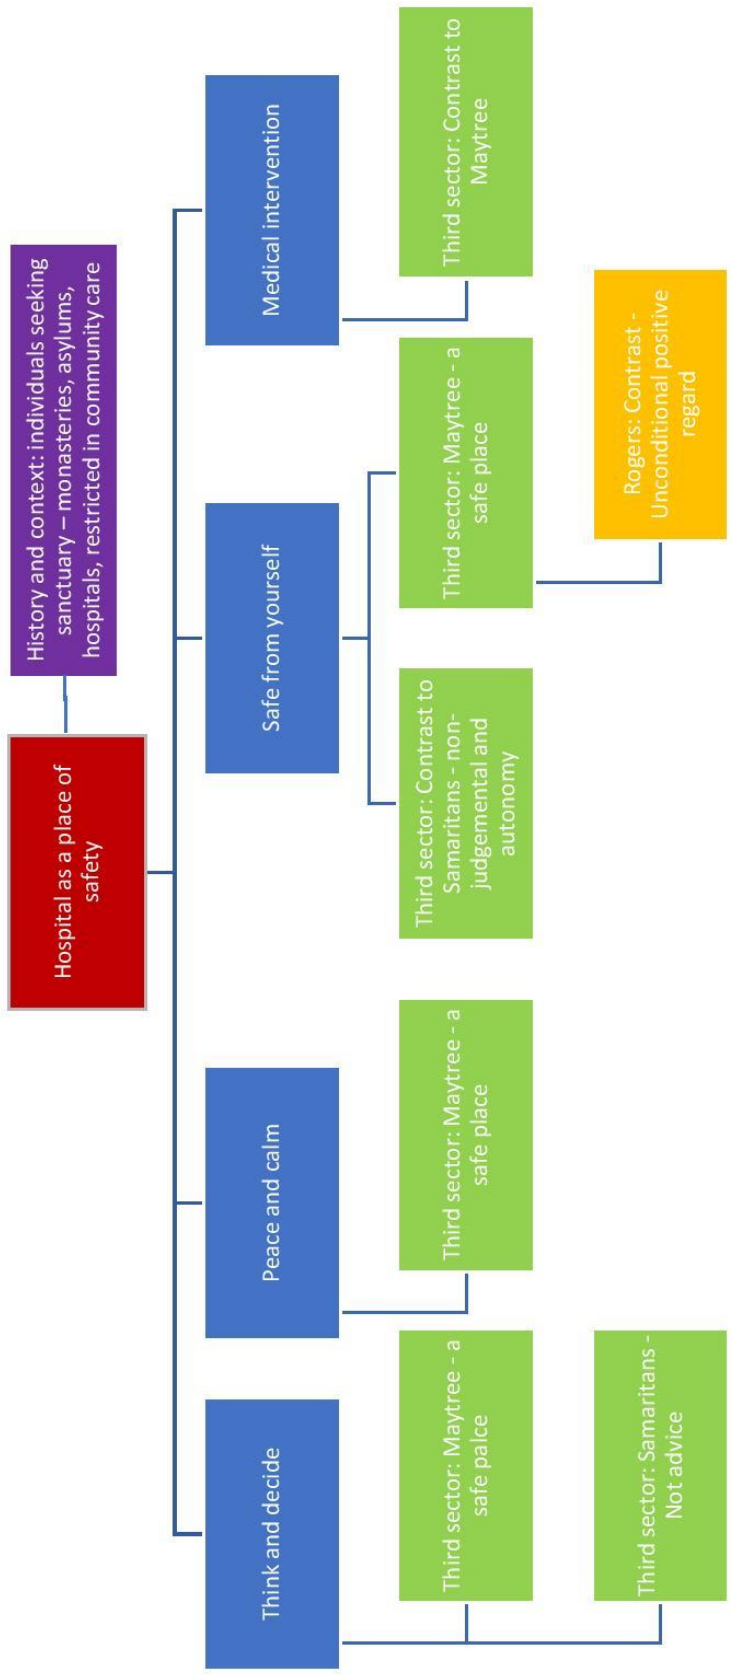 Hospital as a place of
safety
History and context: individuals seeking
sanctuary – monasteries, asylums,
hospitals, restricted in community care
Think and decide
Peace and calm
Safe from yourself
Medical intervention
Third sector: Maytree - a
safe palce
Third sector: Samaritans -
Not advice
Third sector: Maytree - a
safe place
Third sector: Contrast to
Samaritans - non-
judgemental and
autonomy
Third sector: Maytree - a
safe place
Rogers: Contrast -
Unconditional positive
regard
Third sector: Contrast to
Maytree